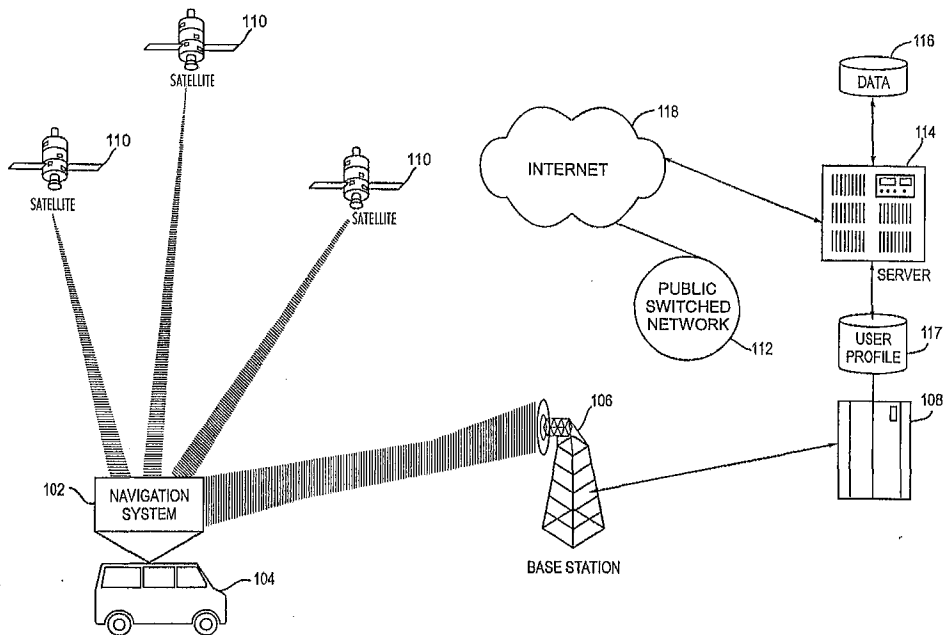 110
SATELLITE
110
SATELLITE
110
SATELLITE
116
DATA
118
INTERNET
114
SERVER
PUBLIC
SWITCHED
NETWORK
112
USER
PROFILE
117
108
106
BASE STATION
102
NAVIGATION
SYSTEM
104